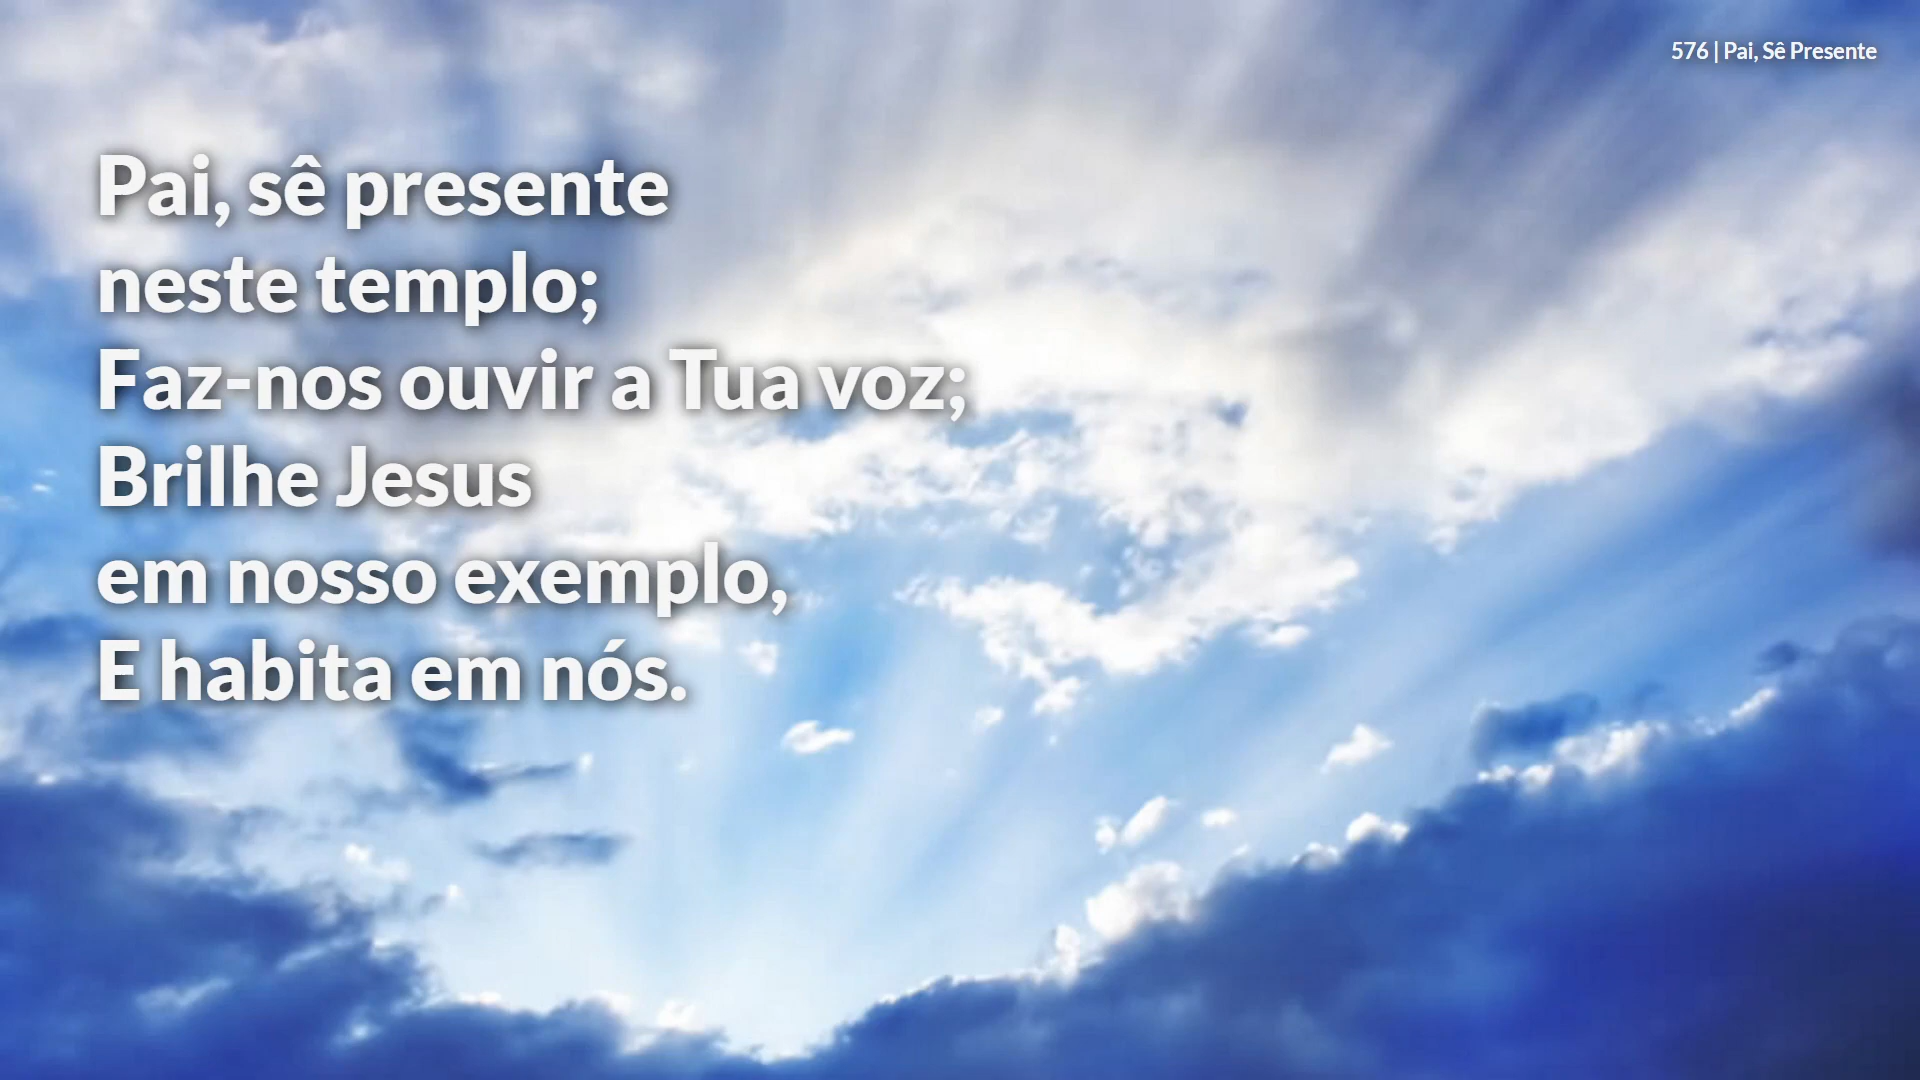 576 | Pai, Sê Presente
Pai, sê presente
neste templo;
Faz-nos ouvir a Tua voz;
Brilhe Jesus
em nosso exemplo,
E habita em nós.